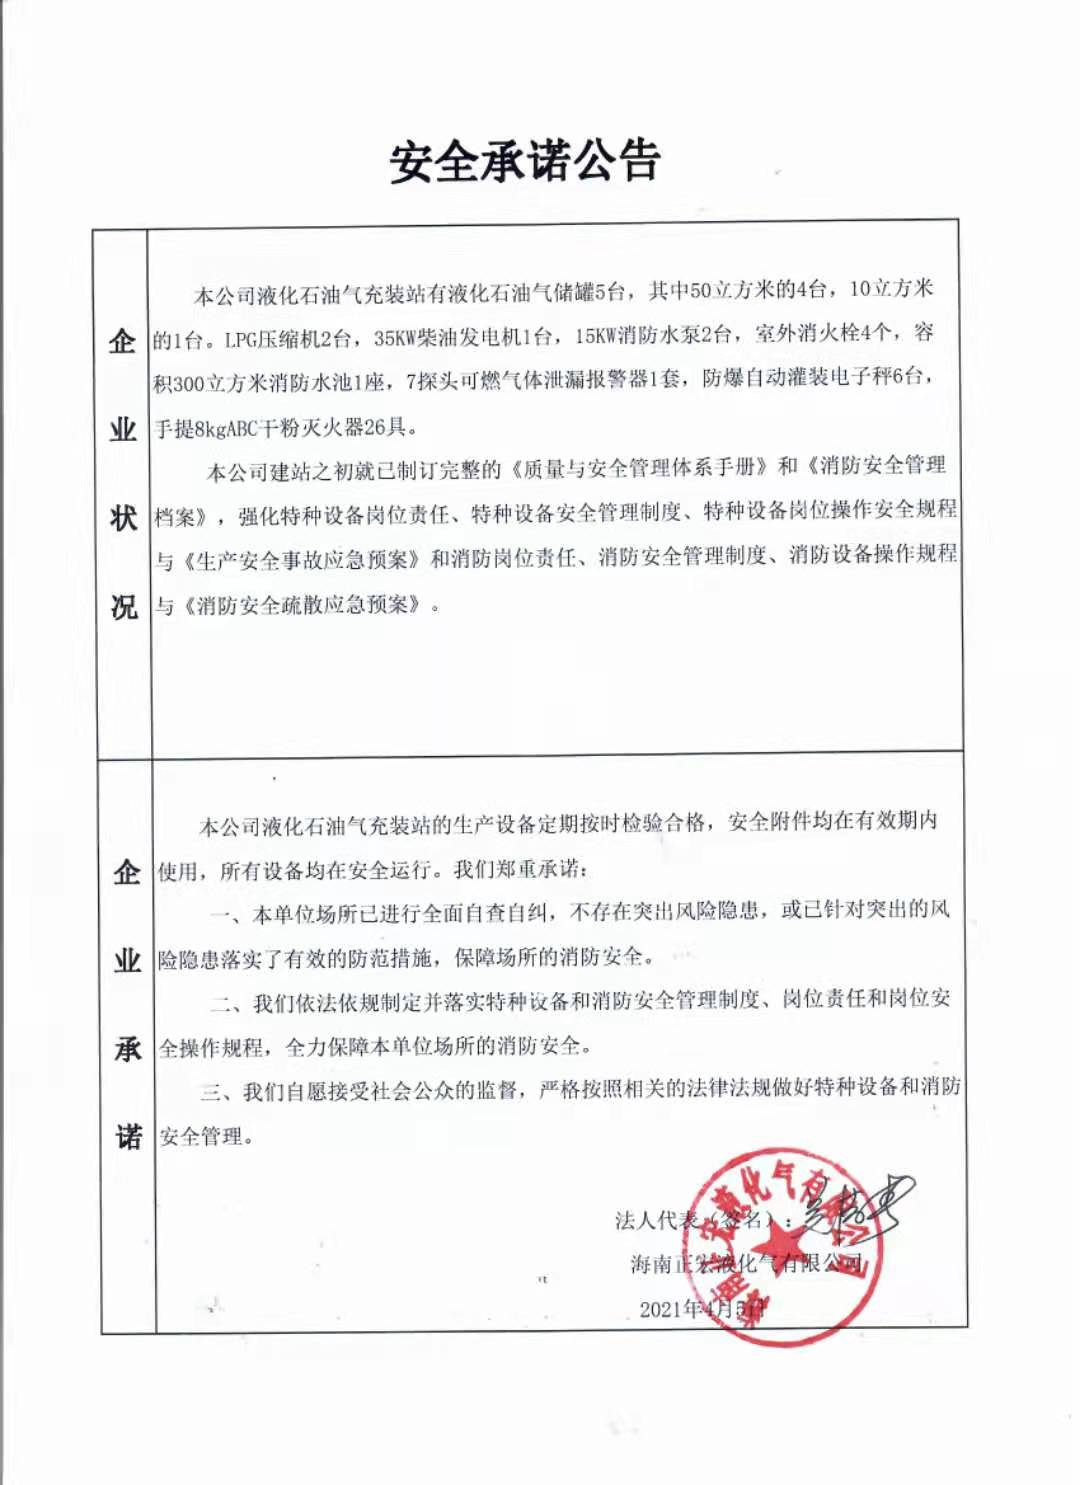 安全承诺公告
企业状况
本公司液化石油气充装站有液化石油气储罐5台，其中50立方米的4台，10立方米
的1台。LPG压缩机2台，35KW柴油发电机1台，15KW消防水泵2台，室外消火栓4个，容
积300立方米消防水池1座，7探头可燃气体泄漏报警器1套，防爆自动灌装电子秤6台，
手提8kgABC干粉灭火器26具。
本公司建站之初就已制订完整的《质量与安全管理体系手册》和《消防安全管理
档案》，强化特种设备岗位责任、特种设备安全管理制度、特种设备岗位操作安全规程
与《生产安全事故应急预案》和消防岗位责任、消防安全管理制度、消防设备操作规程
与《消防安全疏散应急预案》。
企业承诺
本公司液化石油气充装站的生产设备定期按时检验合格，安全附件均在有效期内
使用，所有设备均在安全运行。我们郑重承诺：
一、本单位场所已进行全面自查自纠，不存在突出风险隐患，或已针对突出的风
险隐患落实了有效的防范措施，保障场所的消防安全。
二、我们依法依规制定并落实特种设备和消防安全管理制度、岗位责任和岗位安
全操作规程，全力保障本单位场所的消防安全。
三、我们自愿接受社会公众的监督，严格按照相关的法律法规做好特种设备和消防
安全管理。
法人代表（签名）：
海南正宏液化气有限公司
2021年4月5日
海南正宏液化气有限公司